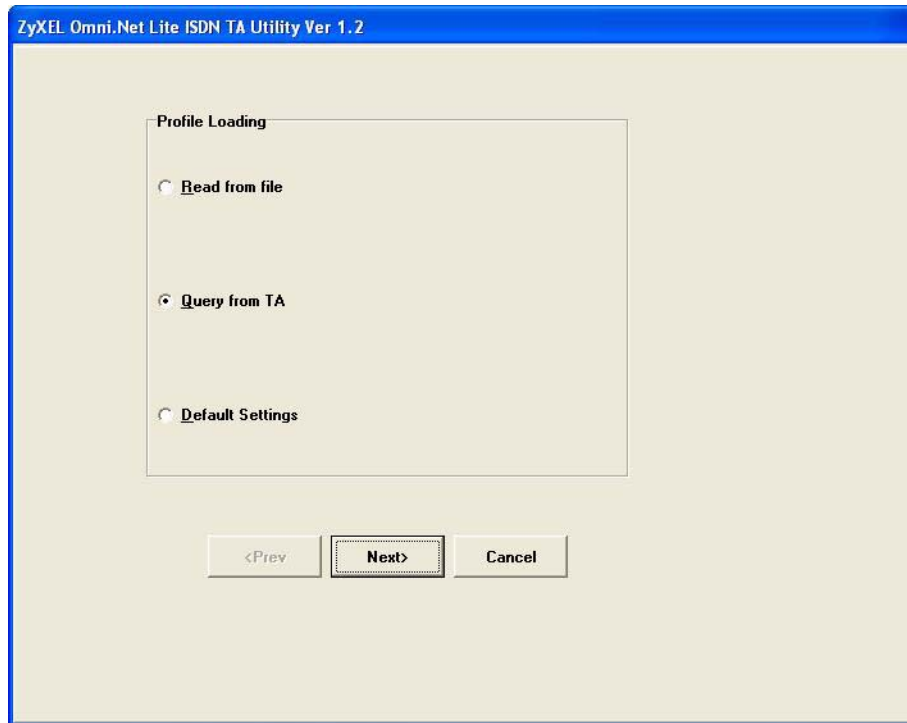 ZyXEL Omni.Net Lite ISDN TA Utility Ver 1.2
Profile Loading
Read from file
Query from TA
Default Settings
<Prev
Next>
Cancel